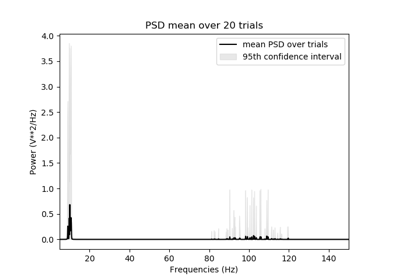 PSD mean over 20 trials
mean PSD over trials
95th confidence interval
4.0
3.5
3.0
2.5
2.0
1.5
1.0
0.5
0.0
Power (V**2/Hz)
20 40 60 80 100 120 140
Frequencies (Hz)